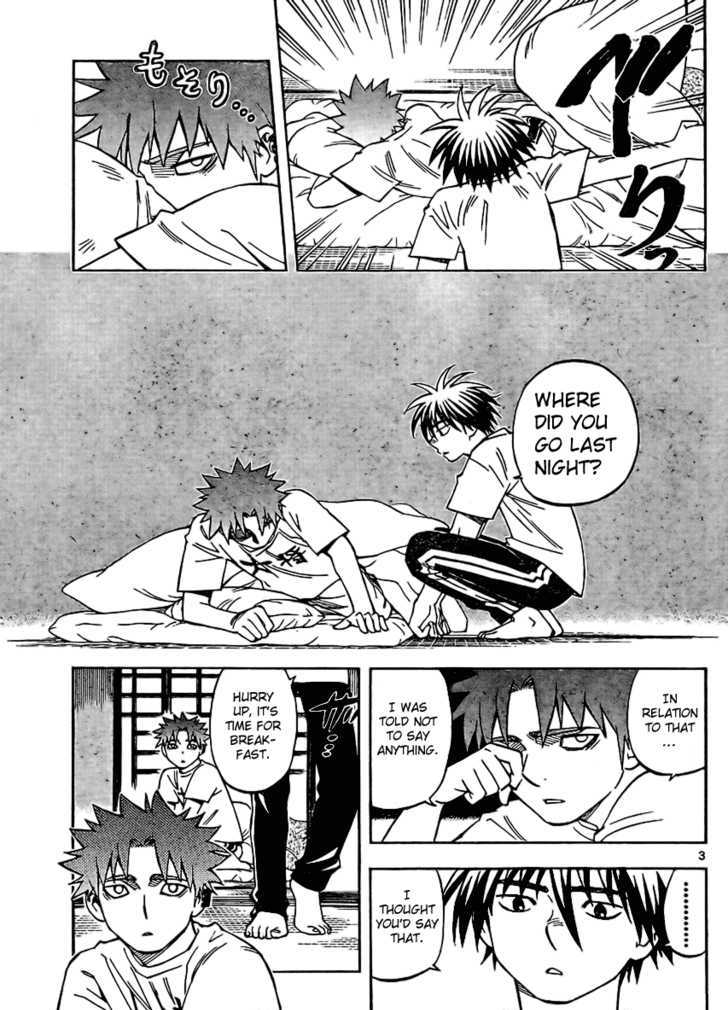 ベ
りっ
もそり...
WHERE
DID YOU
GO LAST
NIGHT?
IN
RELATION
TO THAT
...
I WAS
TOLD NOT
TO SAY
ANYTHING.
3
.........
I
THOUGHT
YOU'D SAY
THAT.
HURRY
UP, IT'S
TIME FOR
BREAK-
FAST.